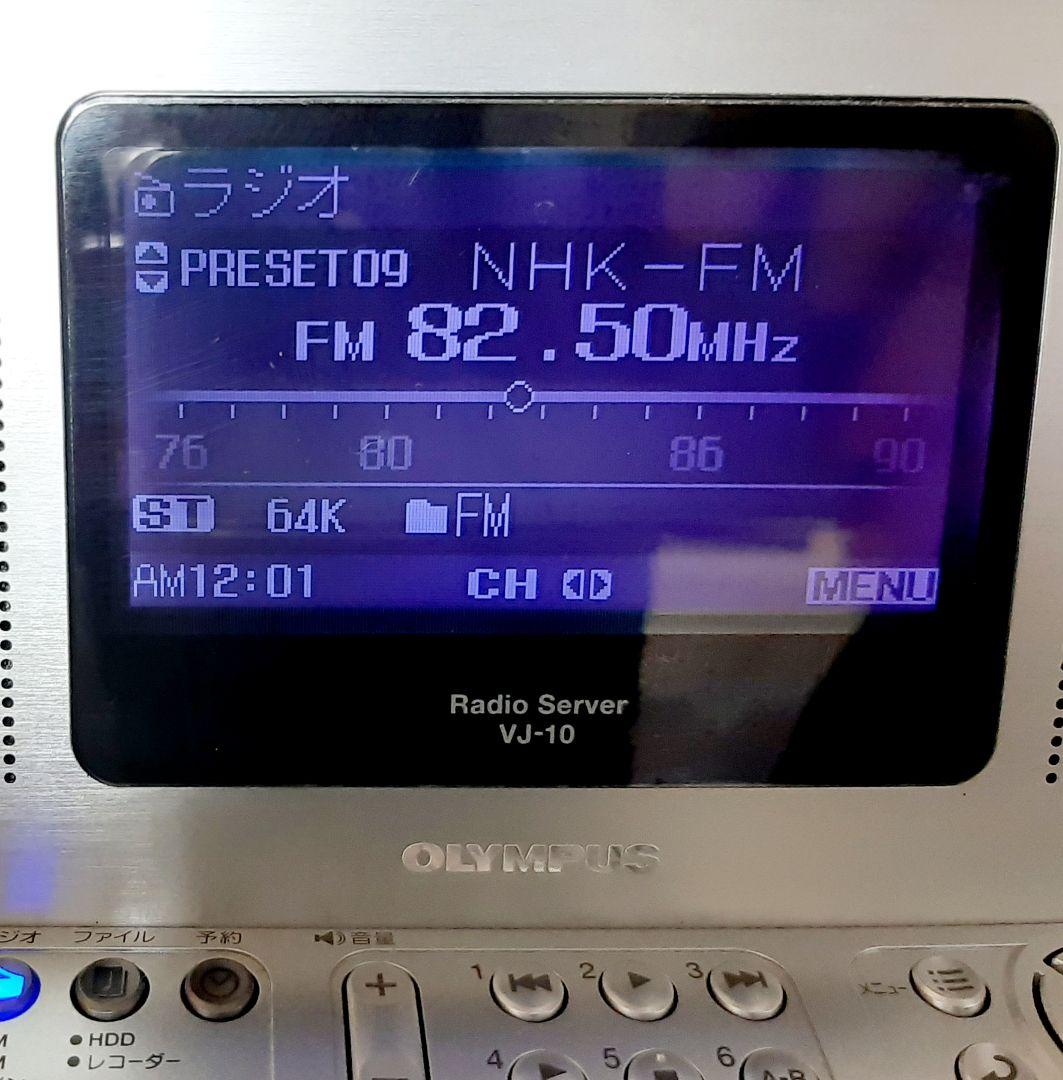 ラジオ
PRESET09 NHK-FM
FM 82.50MHz
76 80 86 90
ST 64K FM
AM12:01 CH MENU
Radio Server
VJ-10
OLYMPUS
ジオ ファイル 予約 音量
+ 1 2 3
メニュー
HDD
レコーダー
4 5 6
A-B